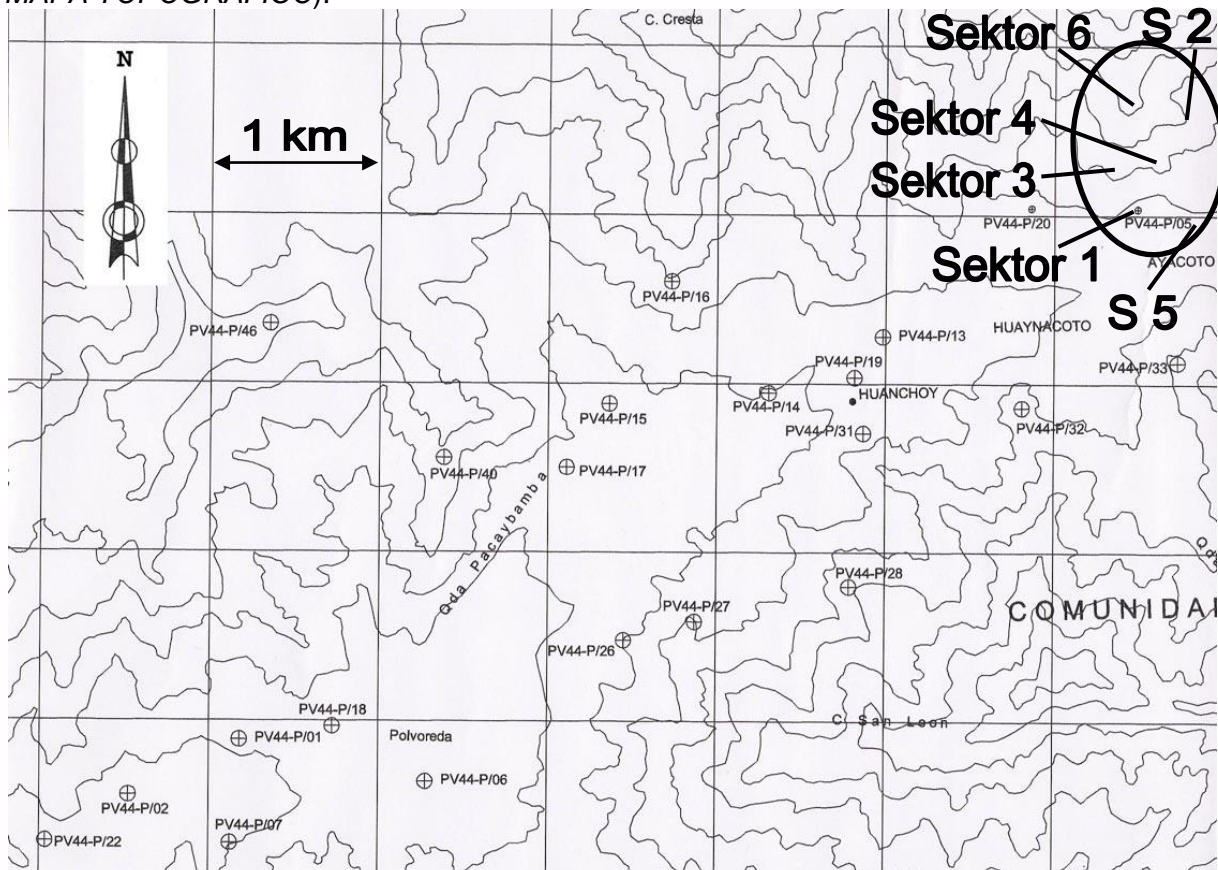 MAPA TOPOGRÁFICO).
C. Cresta
Sektor 6
S 2
N
1 km
Sektor 4
Sektor 3
PV44-P/20
PV44-P/05
Sektor 1
AYACOTO
PV44-P/16
S 5
PV44-P/46
HUAYNACOTO
PV44-P/13
PV44-P/19
PV44-P/33
HUANCHOY
PV44-P/15
PV44-P/14
PV44-P/31
PV44-P/32
PV44-P/40
PV44-P/17
Qda Pacaybamba
Qda
PV44-P/28
COMUNIDA
PV44-P/27
PV44-P/26
PV44-P/18
C. San Leon
PV44-P/01
Polvoreda
PV44-P/06
PV44-P/02
PV44-P/07
PV44-P/22